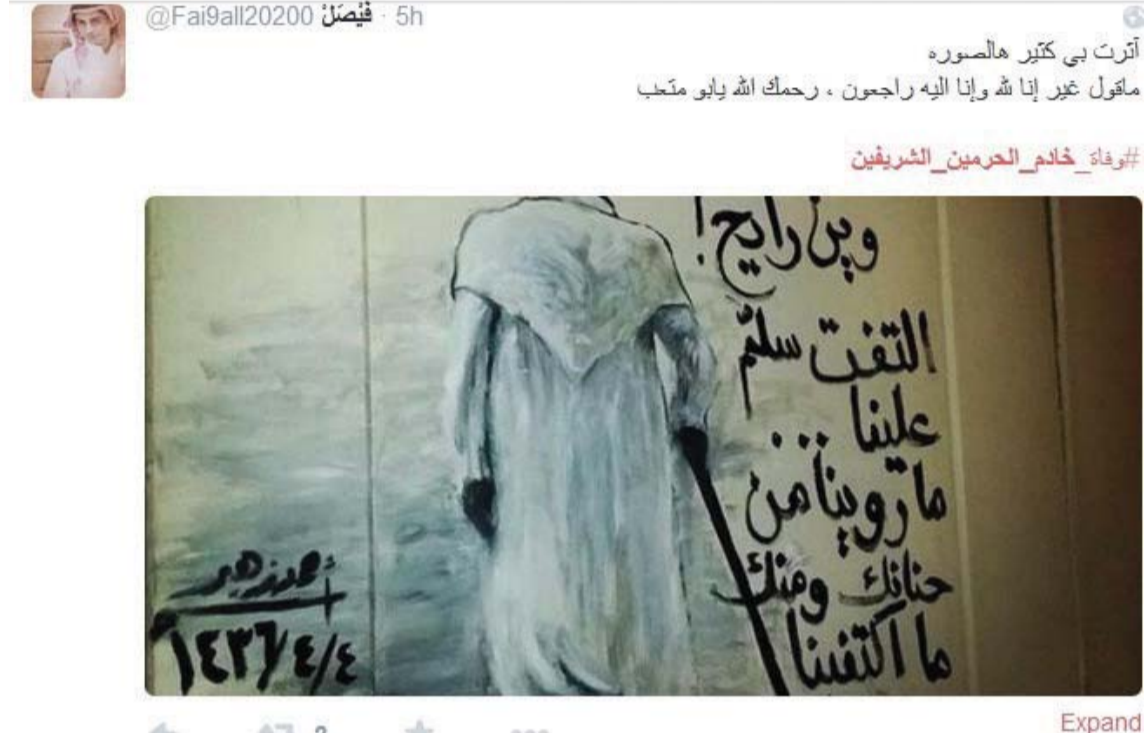 فَيْصَلْ @Fai9all20200 · 5h
آثرت بي كثير هالصوره
ماقول غير إنا لله وإنا اليه راجعون ، رحمك الله يابو متعب
#وفاة_خادم_الحرمين_الشريفين
وين رايح!
التفت سلّم
علينا
ما روينا من
حنانك ومنك
ما اكتفينا
١٤٣٦/٤/٤
Expand